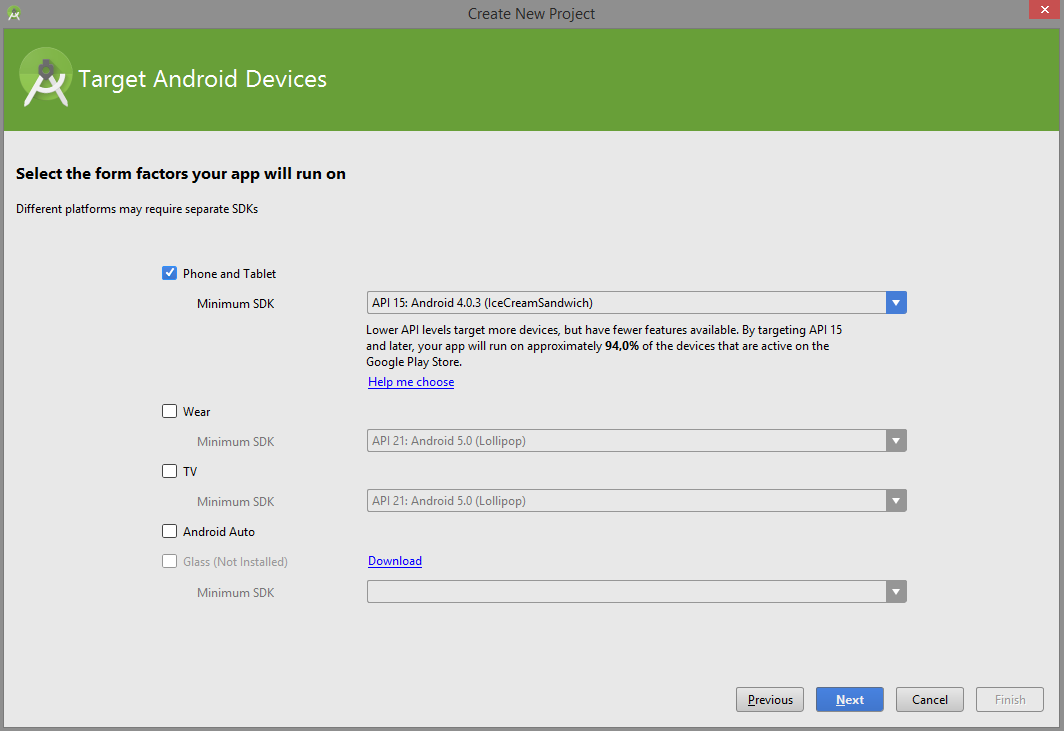 Create New Project
Target Android Devices
Select the form factors your app will run on
Different platforms may require separate SDKs
Phone and Tablet
Minimum SDK
API 15: Android 4.0.3 (IceCreamSandwich)
Lower API levels target more devices, but have fewer features available. By targeting API 15
and later, your app will run on approximately 94,0% of the devices that are active on the
Google Play Store.
Help me choose
Wear
Minimum SDK
API 21: Android 5.0 (Lollipop)
TV
Minimum SDK
API 21: Android 5.0 (Lollipop)
Android Auto
Glass (Not Installed)
Download
Minimum SDK
Previous
Next
Cancel
Finish